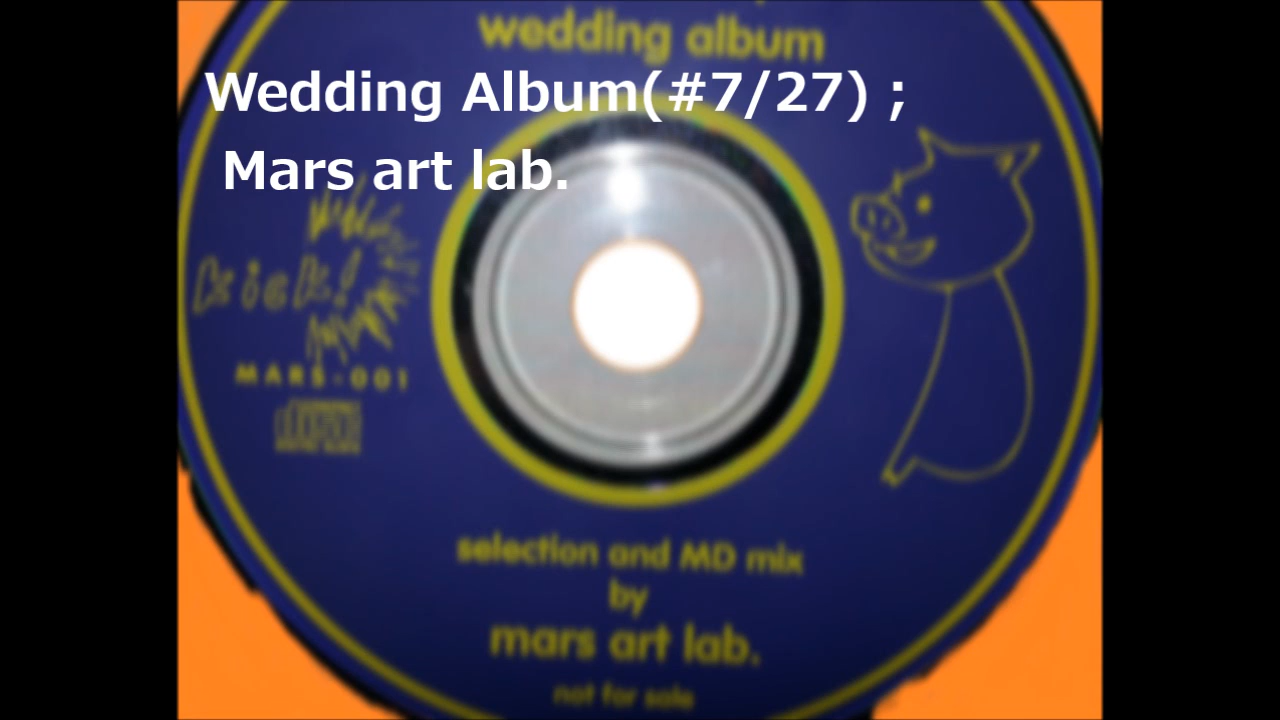 wedding album
Wedding Album(#7/27) ;
Mars art lab.
Kick!
MARS-001
selection and MD mix
by
mars art lab.
not for sale